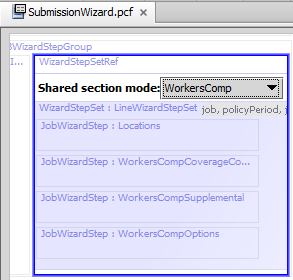 SubmissionWizard.pcf
WizardStepGroup
I... WizardStepSetRef
Shared section mode: WorkersComp
WizardStepSet : LineWizardStepSet job, policyPeriod, j
JobWizardStep : Locations
JobWizardStep : WorkersCompCoverageCo...
JobWizardStep : WorkersCompSupplemental
JobWizardStep : WorkersCompOptions